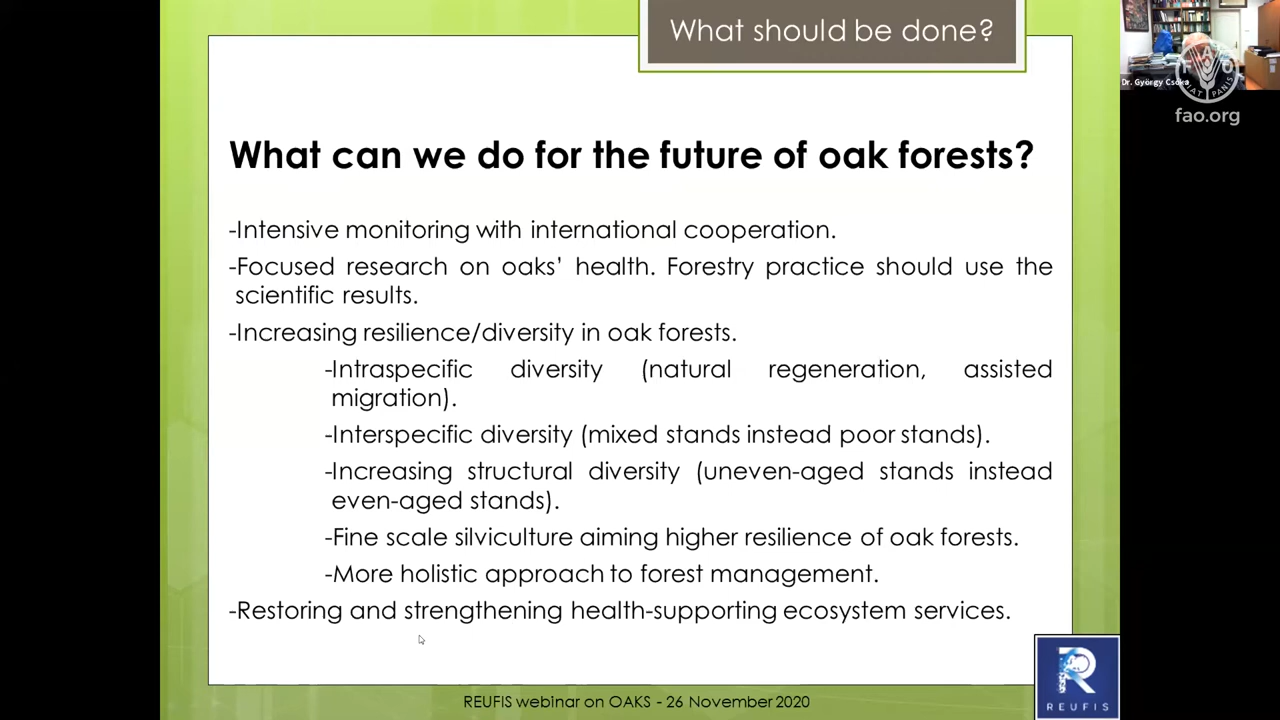 What should be done?
Dr. György Csóka
FAO
FIAT PANIS
fao.org
What can we do for the future of oak forests?
-Intensive monitoring with international cooperation.
-Focused research on oaks’ health. Forestry practice should use the
scientific results.
-Increasing resilience/diversity in oak forests.
-Intraspecific diversity (natural regeneration, assisted
migration).
-Interspecific diversity (mixed stands instead poor stands).
-Increasing structural diversity (uneven-aged stands instead
even-aged stands).
-Fine scale silviculture aiming higher resilience of oak forests.
-More holistic approach to forest management.
-Restoring and strengthening health-supporting ecosystem services.
R
REUFIS
REUFIS webinar on OAKS - 26 November 2020